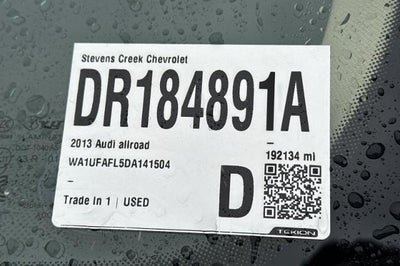 Stevens Creek Chevrolet
DR184891A
2013 Audi allroad
192134 mi
WA1UFAFL5DA141504
D
Trade In 1 | USED
TEKION